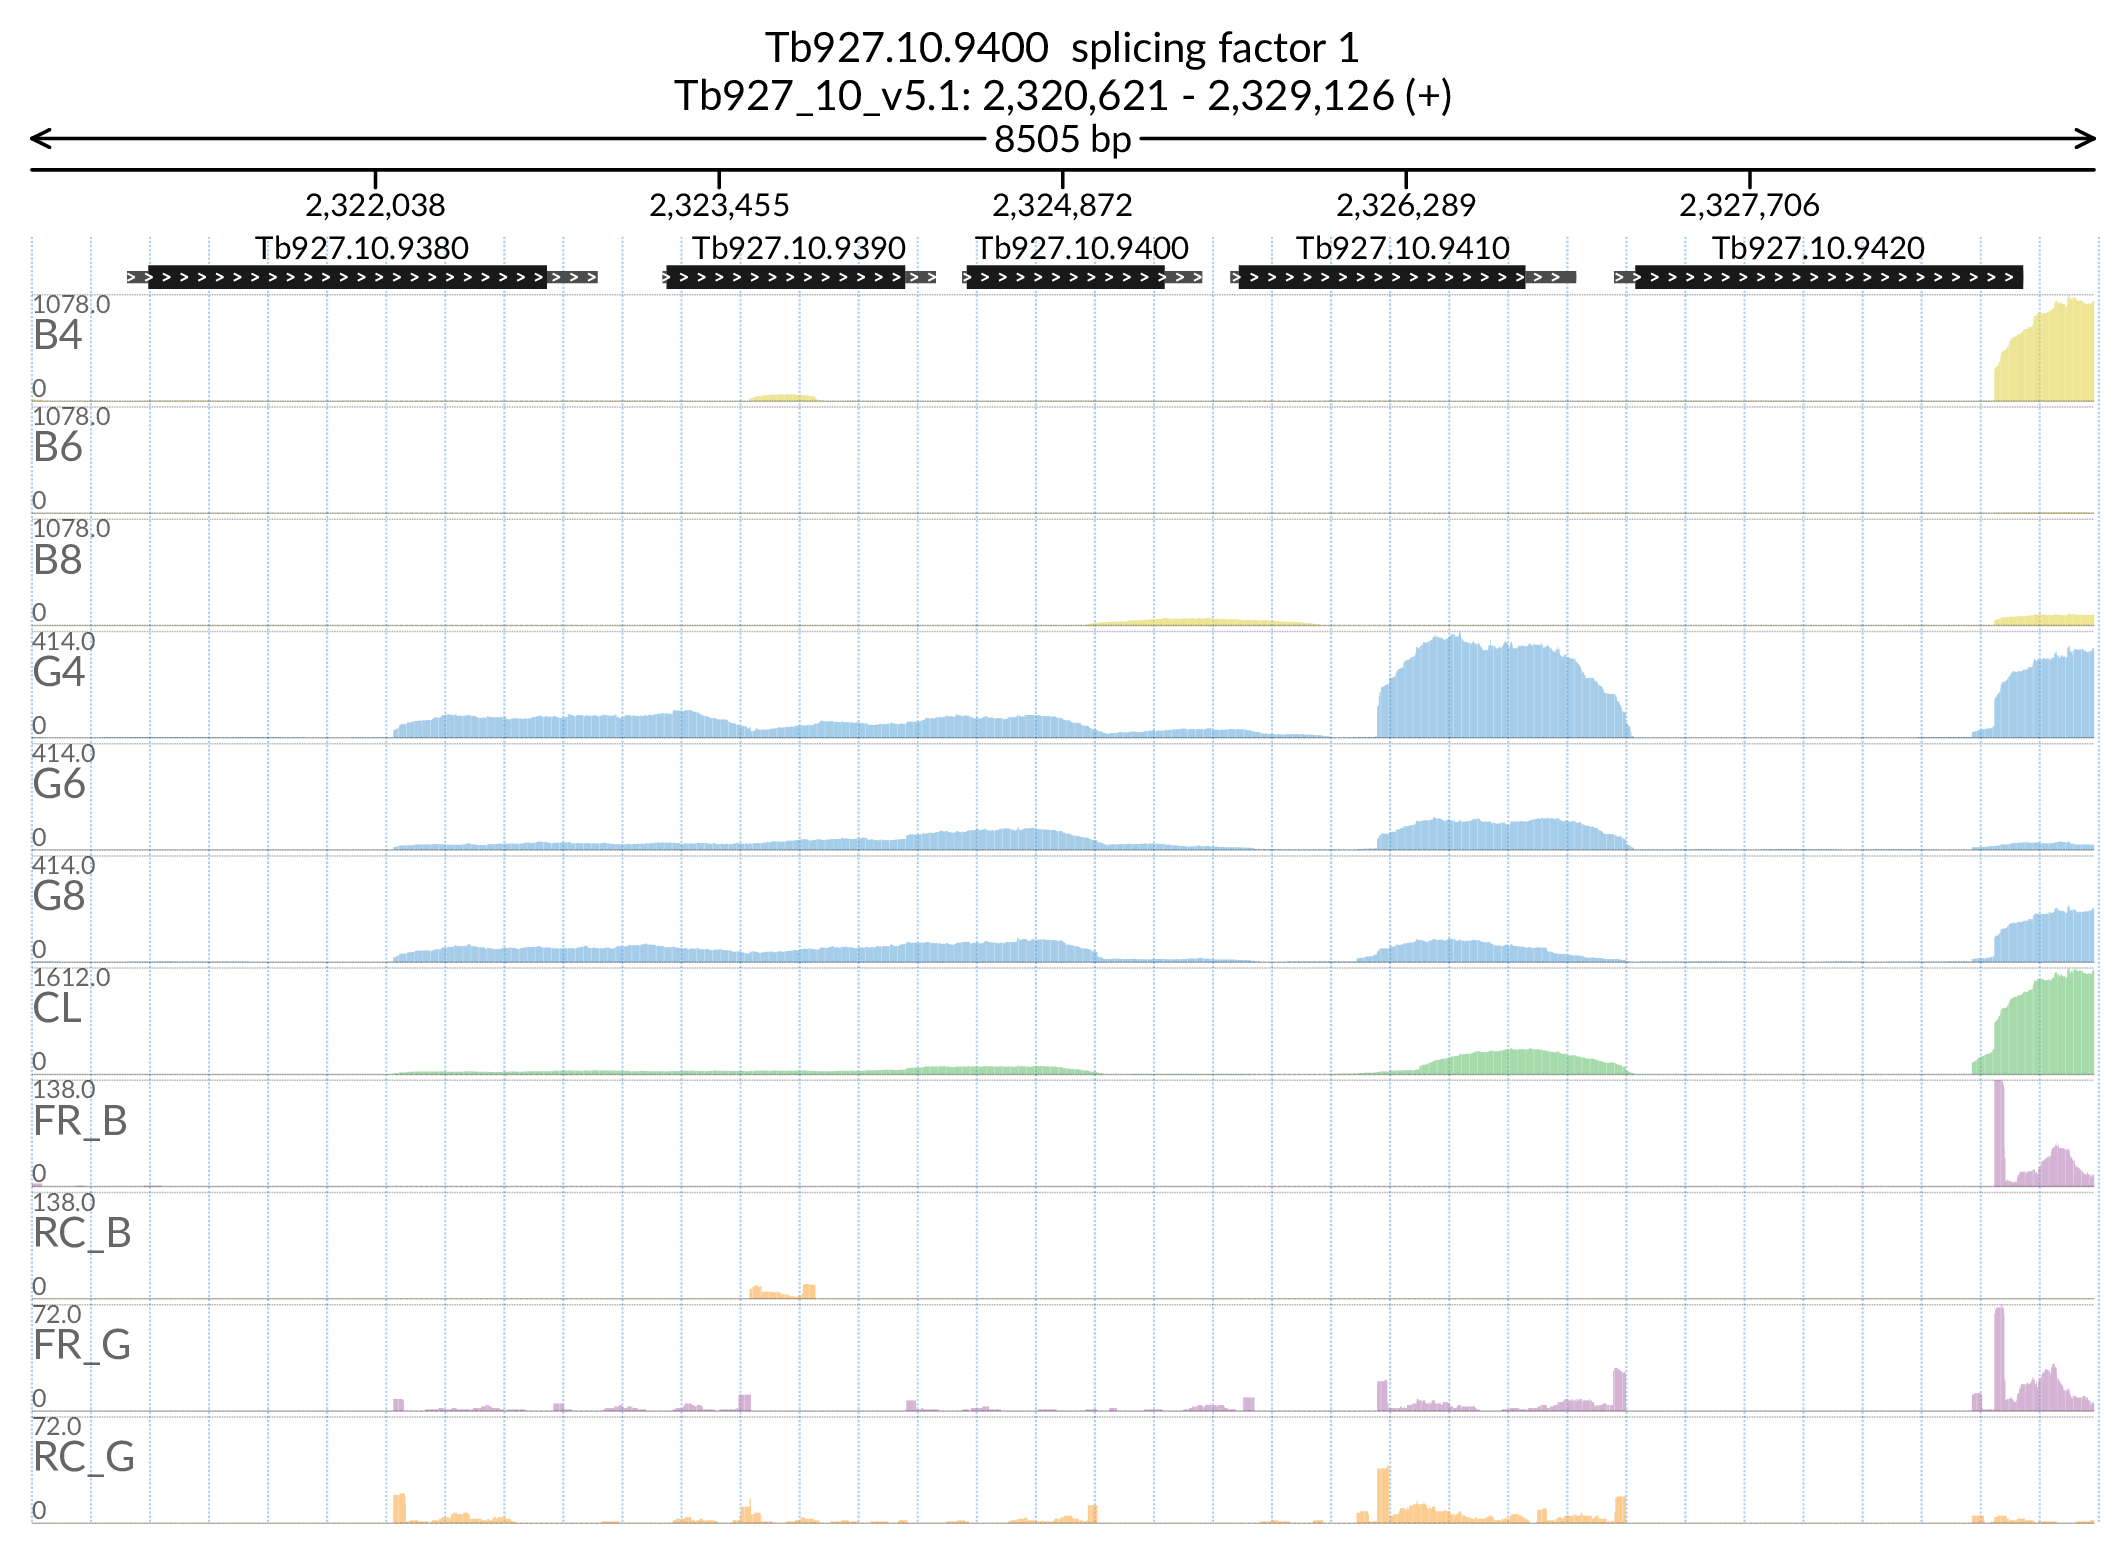 Tb927.10.9400  splicing factor 1
Tb927_10_v5.1: 2,320,621 - 2,329,126 (+)
8505 bp
2,322,038 2,323,455 2,324,872 2,326,289 2,327,706
Tb927.10.9380 Tb927.10.9390 Tb927.10.9400 Tb927.10.9410 Tb927.10.9420
1078.0
B4
0
1078.0
B6
0
1078.0
B8
0
414.0
G4
0
414.0
G6
0
414.0
G8
0
1612.0
CL
0
138.0
FR_B
0
138.0
RC_B
0
72.0
FR_G
0
72.0
RC_G
0